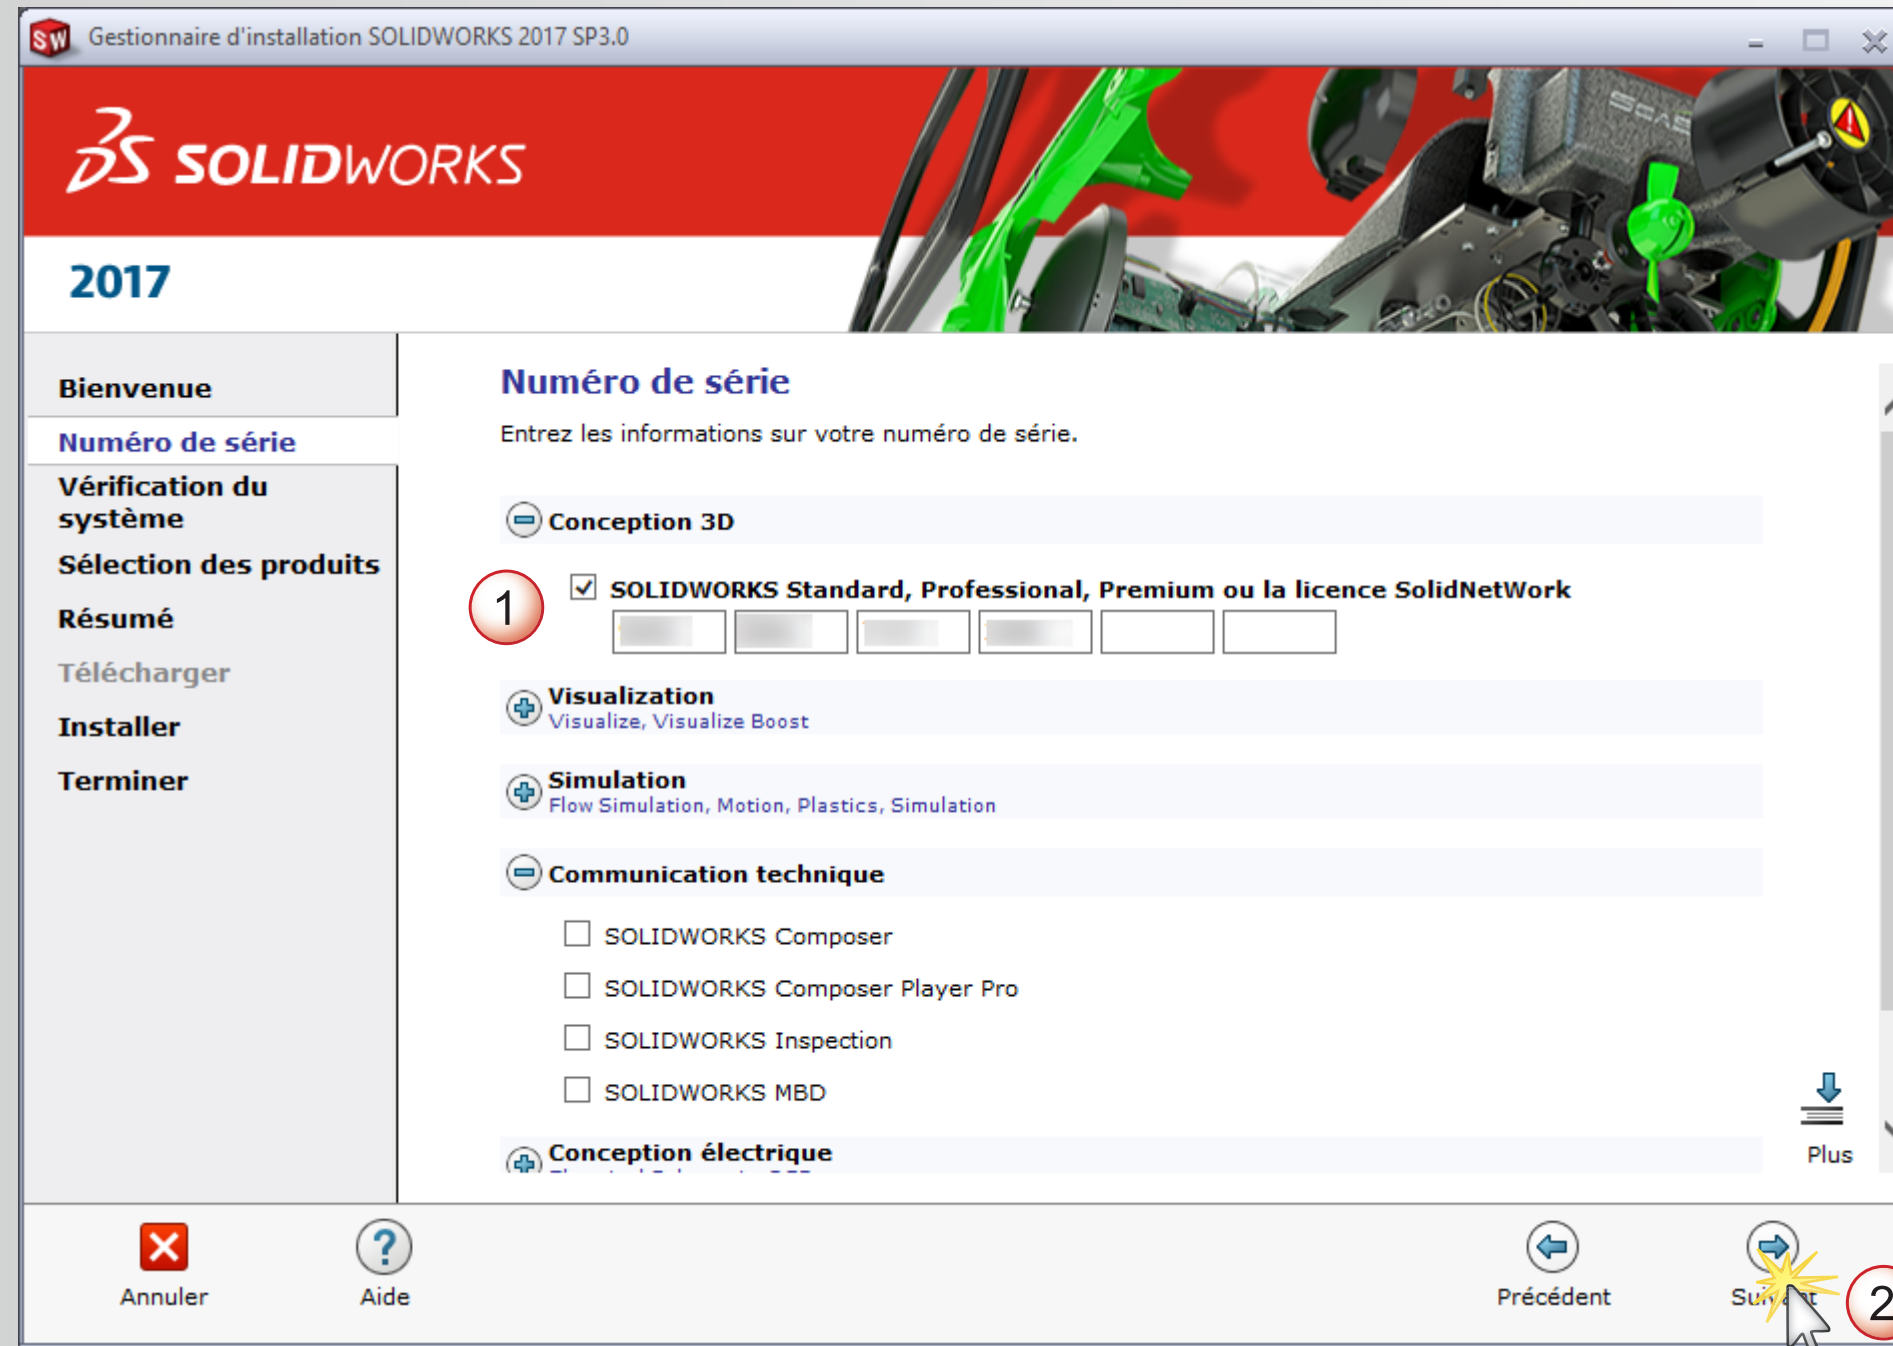 SW Gestionnaire d'installation SOLIDWORKS 2017 SP3.0
3S SOLIDWORKS
2017
Bienvenue
Numéro de série
Vérification du
système
Sélection des produits
Résumé
Télécharger
Installer
Terminer
Numéro de série
Entrez les informations sur votre numéro de série.
Conception 3D
1
SOLIDWORKS Standard, Professional, Premium ou la licence SolidNetWork
Visualization
Visualize, Visualize Boost
Simulation
Flow Simulation, Motion, Plastics, Simulation
Communication technique
SOLIDWORKS Composer
SOLIDWORKS Composer Player Pro
SOLIDWORKS Inspection
SOLIDWORKS MBD
Conception électrique
Plus
Annuler
? Aide
Précédent
Suivant
2